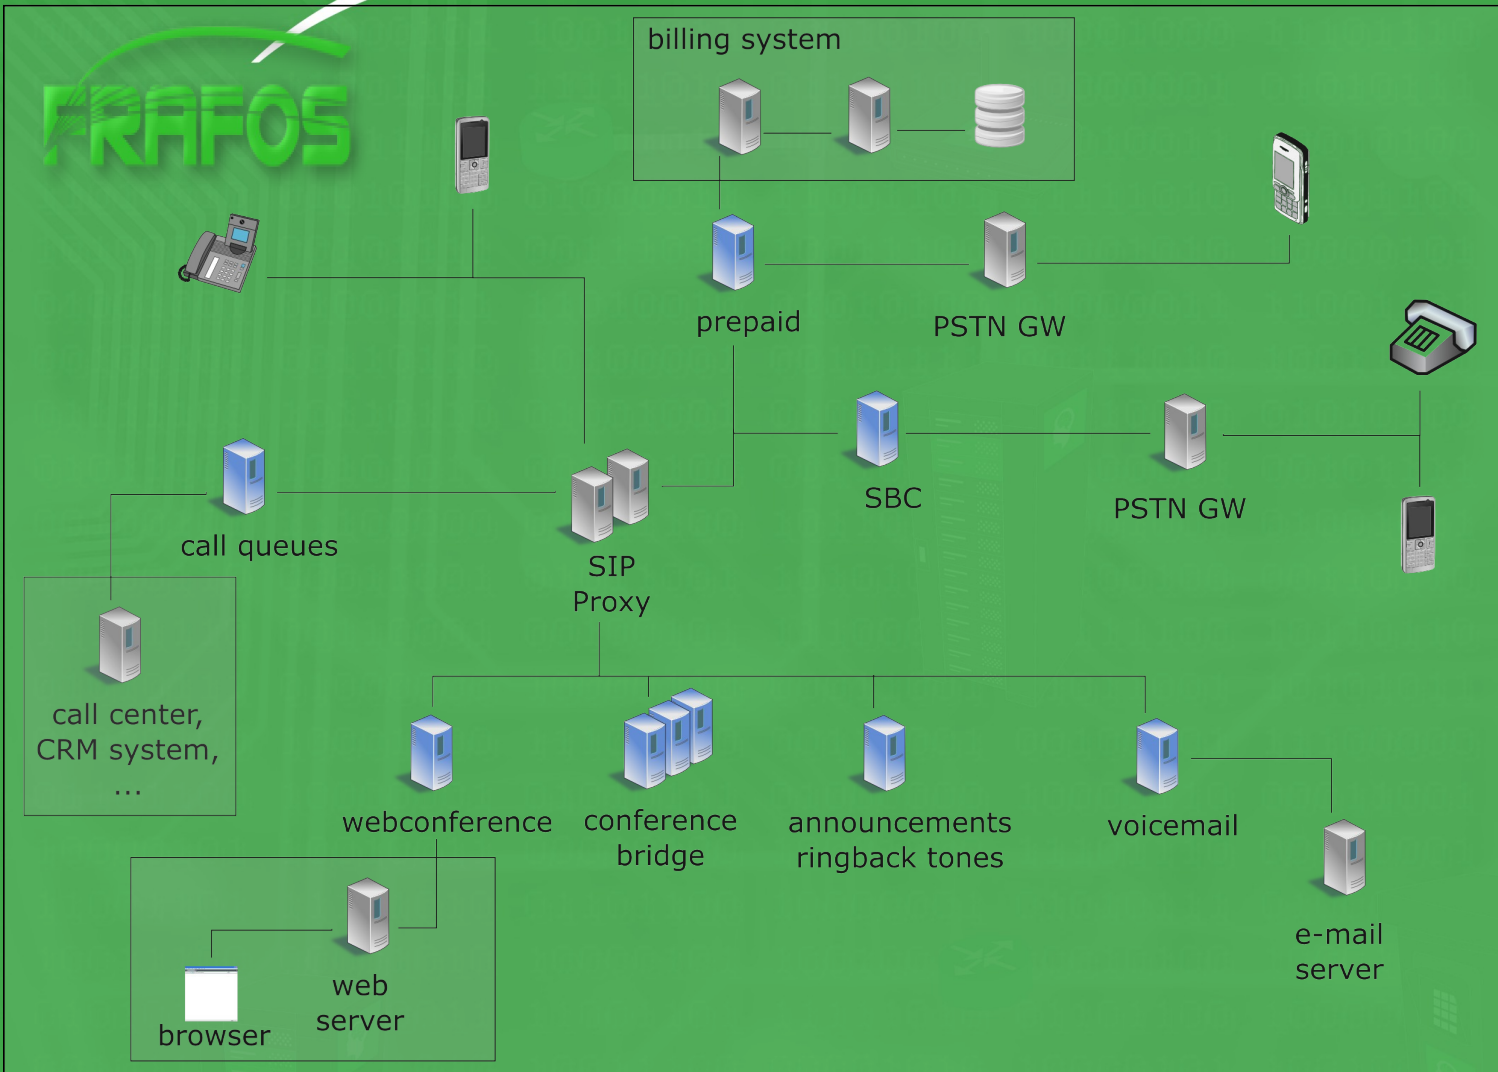 FRAFOS
billing system
prepaid
PSTN GW
SBC
PSTN GW
call queues
SIP
Proxy
call center,
CRM system,
...
webconference
conference
bridge
announcements
ringback tones
voicemail
e-mail
server
web
server
browser